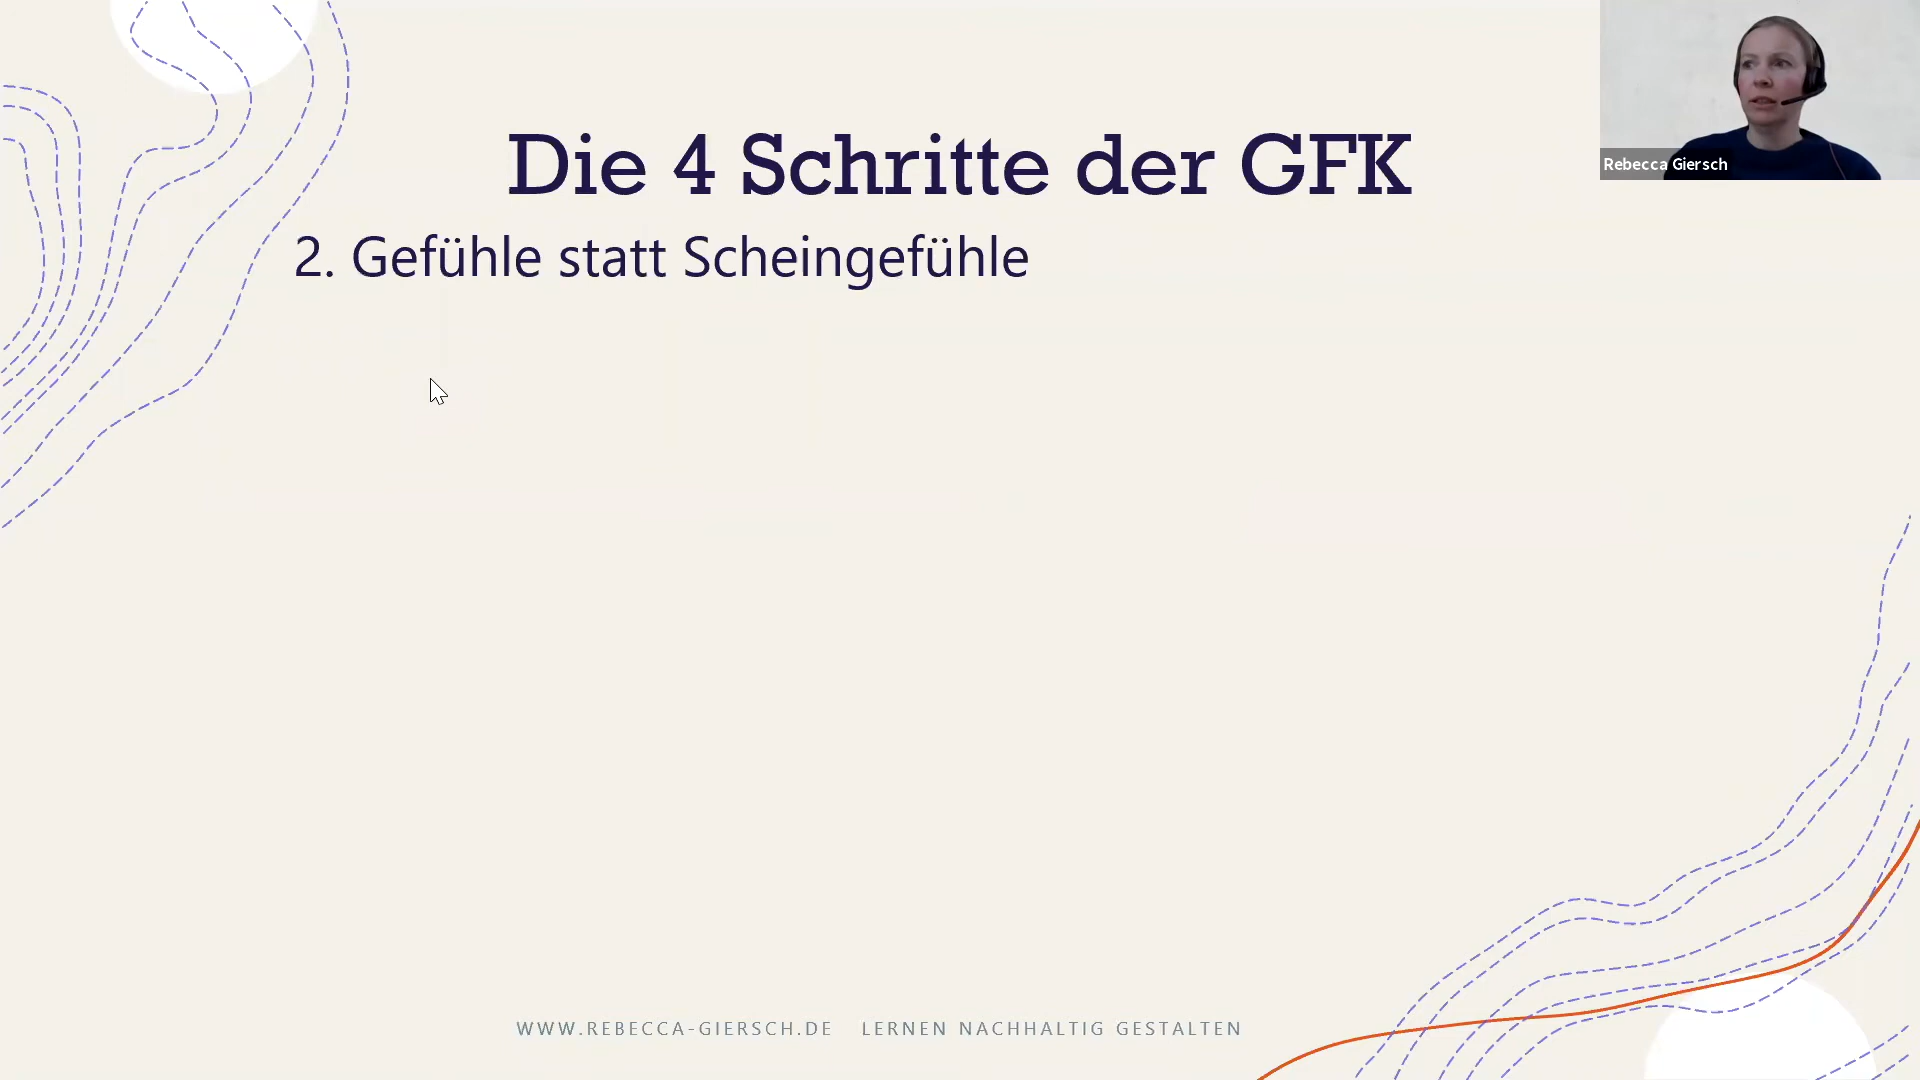 Die 4 Schritte der GFK
Rebecca Giersch
2. Gefühle statt Scheingefühle
WWW.REBECCA-GIERSCH.DE LERNEN NACHHALTIG GESTALTEN